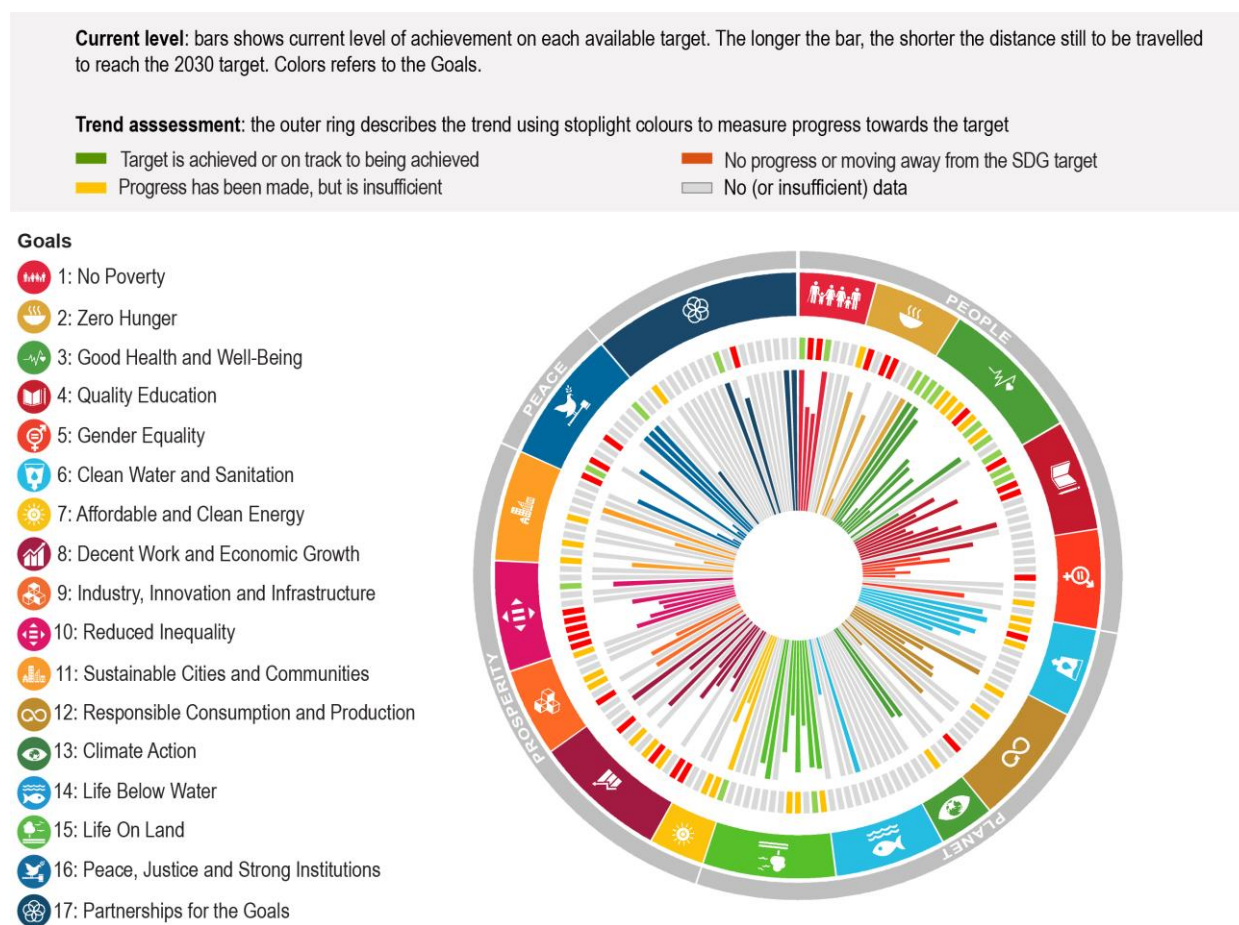 Current level: bars shows current level of achievement on each available target. The longer the bar, the shorter the distance still to be travelled
to reach the 2030 target. Colors refers to the Goals.
Trend asssessment: the outer ring describes the trend using stoplight colours to measure progress towards the target
Target is achieved or on track to being achieved
No progress or moving away from the SDG target
Progress has been made, but is insufficient
No (or insufficient) data
Goals
1: No Poverty
2: Zero Hunger
3: Good Health and Well-Being
4: Quality Education
5: Gender Equality
6: Clean Water and Sanitation
7: Affordable and Clean Energy
8: Decent Work and Economic Growth
9: Industry, Innovation and Infrastructure
10: Reduced Inequality
11: Sustainable Cities and Communities
12: Responsible Consumption and Production
13: Climate Action
14: Life Below Water
15: Life On Land
16: Peace, Justice and Strong Institutions
17: Partnerships for the Goals
PEOPLE
PLANET
PROSPERITY
PEACE